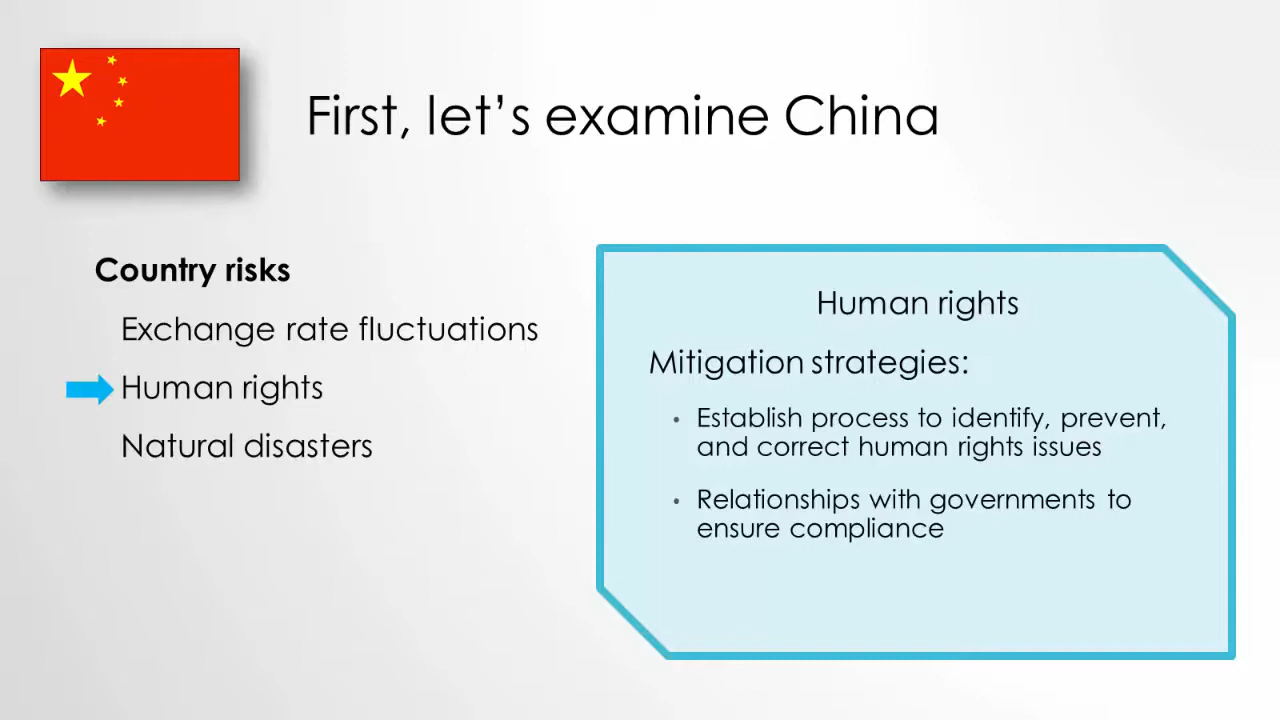 First, let’s examine China
Country risks
Exchange rate fluctuations
Human rights
Natural disasters
Human rights
Mitigation strategies:
• Establish process to identify, prevent,
and correct human rights issues
• Relationships with governments to
ensure compliance